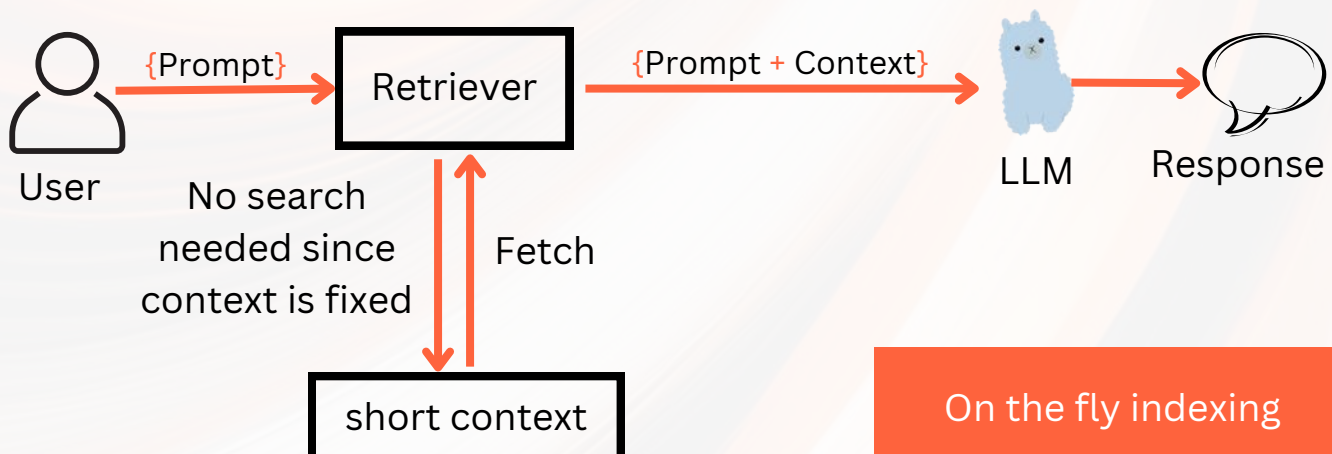 {Prompt}
Retriever
{Prompt + Context}
User
LLM
Response
No search
needed since
context is fixed
Fetch
short context
On the fly indexing